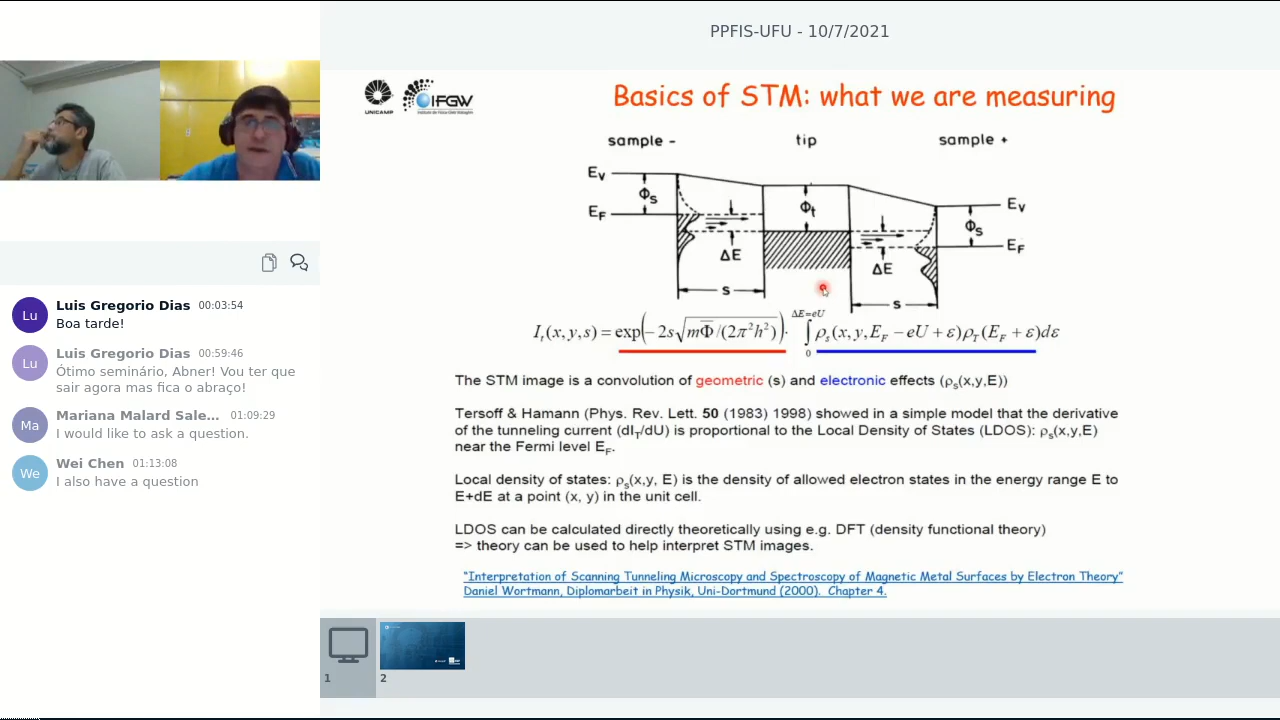 PPFIS-UFU - 10/7/2021
UNICAMP
IFGW
Basics of STM: what we are measuring
sample -
tip
sample +
E_V
Φ_s
E_F
ΔE
s
Φ_t
ΔE
s
E_V
Φ_s
E_F
I_t(x,y,s) = exp(-2s√(mΦ̅/(2π²h²)))· ∫_0^{ΔE=eU} ρ_s(x,y,E_F − eU + ε)ρ_T(E_F + ε)dε
The STM image is a convolution of geometric (s) and electronic effects (ρ_s(x,y,E))
Tersoff & Hamann (Phys. Rev. Lett. 50 (1983) 1998) showed in a simple model that the derivative
of the tunneling current (dI_T/dU) is proportional to the Local Density of States (LDOS): ρ_s(x,y,E)
near the Fermi level E_F.
Local density of states: ρ_s(x,y, E) is the density of allowed electron states in the energy range E to
E+dE at a point (x, y) in the unit cell.
LDOS can be calculated directly theoretically using e.g. DFT (density functional theory)
=> theory can be used to help interpret STM images.
"Interpretation of Scanning Tunneling Microscopy and Spectroscopy of Magnetic Metal Surfaces by Electron Theory"
Daniel Wortmann, Diplomarbeit in Physik, Uni-Dortmund (2000). Chapter 4.
Lu
Luis Gregorio Dias 00:03:54
Boa tarde!
Lu
Luis Gregorio Dias 00:59:46
Ótimo seminário, Abner! Vou ter que
sair agora mas fica o abraço!
Ma
Mariana Malard Sale... 01:09:29
I would like to ask a question.
We
Wei Chen 01:13:08
I also have a question
1
2